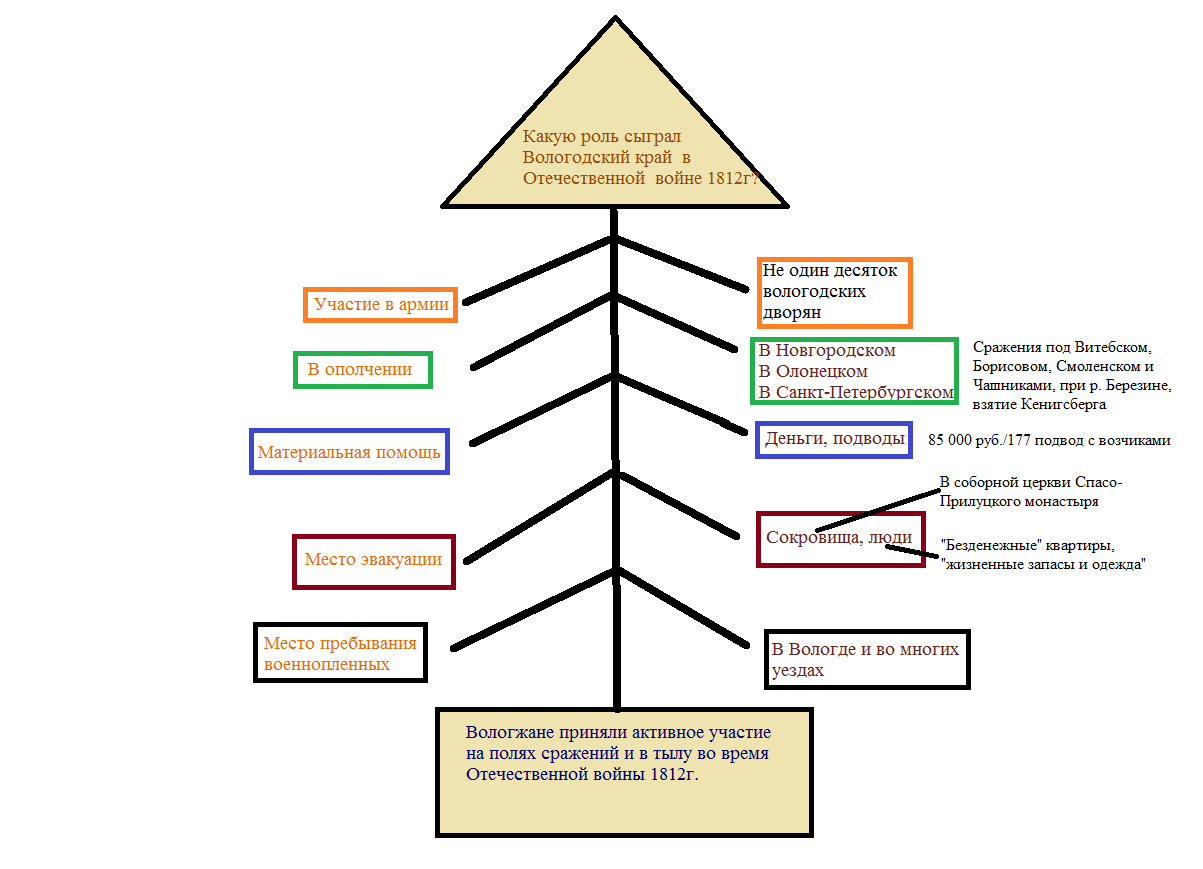 Какую роль сыграл
Вологодский край в
Отечественной войне 1812г?
Участие в армии
Не один десяток
вологодских
дворян
В ополчении
В Новгородском
В Олонецком
В Санкт-Петербургском
Сражения под Витебском,
Борисовом, Смоленском и
Чашниками, при р. Березине,
взятие Кенигсберга
Материальная помощь
Деньги, подводы
85 000 руб./177 подвод с возчиками
Место эвакуации
Сокровища, люди
В соборной церкви Спасо-
Прилуцкого монастыря
"Безденежные" квартиры,
"жизненные запасы и одежда"
Место пребывания
военнопленных
В Вологде и во многих
уездах
Вологжане приняли активное участие
на полях сражений и в тылу во время
Отечественной войны 1812г.